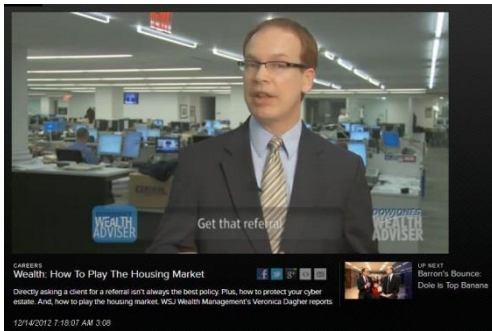 WEALTH
ADVISER
Get that referral
DOWJONES
WEALTH
ADVISER
CAREERS
Wealth: How To Play The Housing Market
Directly asking a client for a referral isn't always the best policy. Plus, how to protect your cyber
estate. And, how to play the housing market. WSJ Wealth Management's Veronica Dagher reports
UP NEXT
Barron's Bounce:
Dole is Top Banana
12/14/2012 7:18:07 AM 3:08